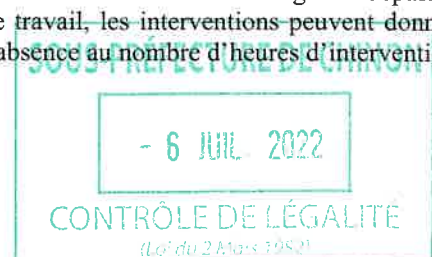 e travail, les interventions peuvent donn
absence au nombre d'heures d'interventi
SOUS-PRÉFECTURE DE CHINON
- 6 JUIL. 2022
CONTRÔLE DE LÉGALITÉ
(Loi du 2 Mars 1982)